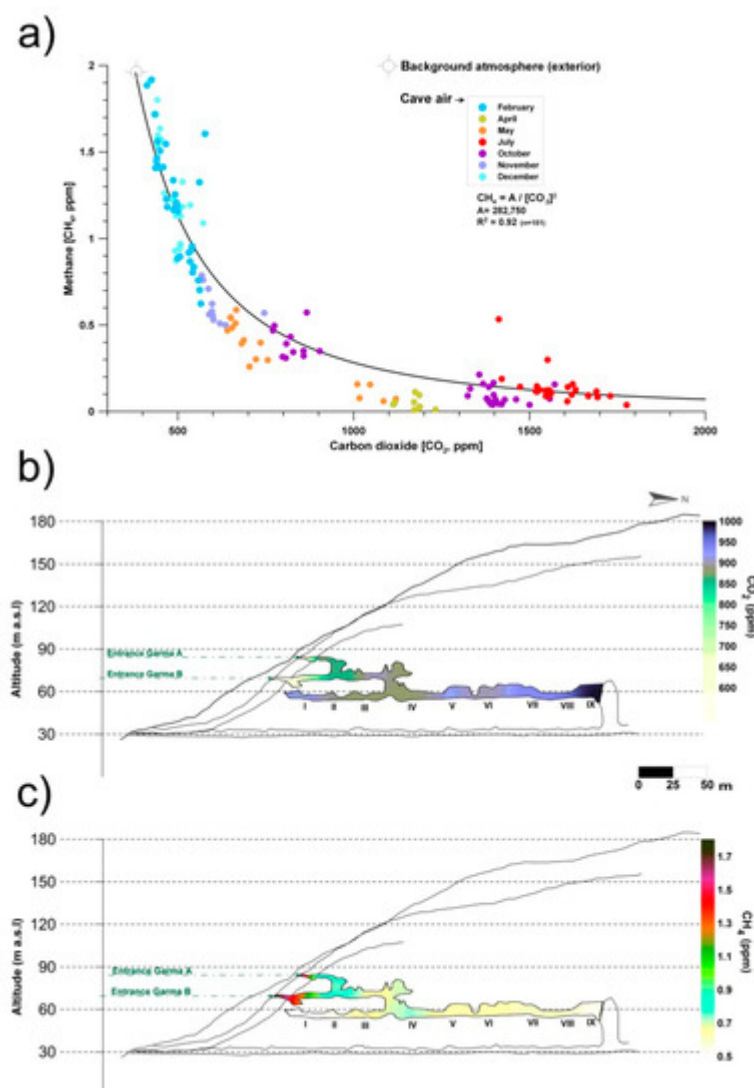 a)
Background atmosphere (exterior)
Cave air
February
April
May
July
October
November
December
CH₄ = A / [CO₂]²
A= 282,750
R² = 0.92 (n=181)
Methane [CH₄, ppm]
2
1.5
1
0.5
0
500
1000
1500
2000
Carbon dioxide [CO₂, ppm]
b)
N
Altitude (m a.s.l)
180
150
120
90
60
30
Entrance Garma A
Entrance Garma B
I II III IV V VI VII VIII IX
1000
900
800
750
700
650
600
CO₂ (ppm)
0 25 50 m
c)
Altitude (m a.s.l)
180
150
120
90
60
30
Entrance Garma A
Entrance Garma B
I II III IV V VI VII VIII IX
1.7
1.5
1.1
0.9
0.7
0.5
CH₄ (ppm)